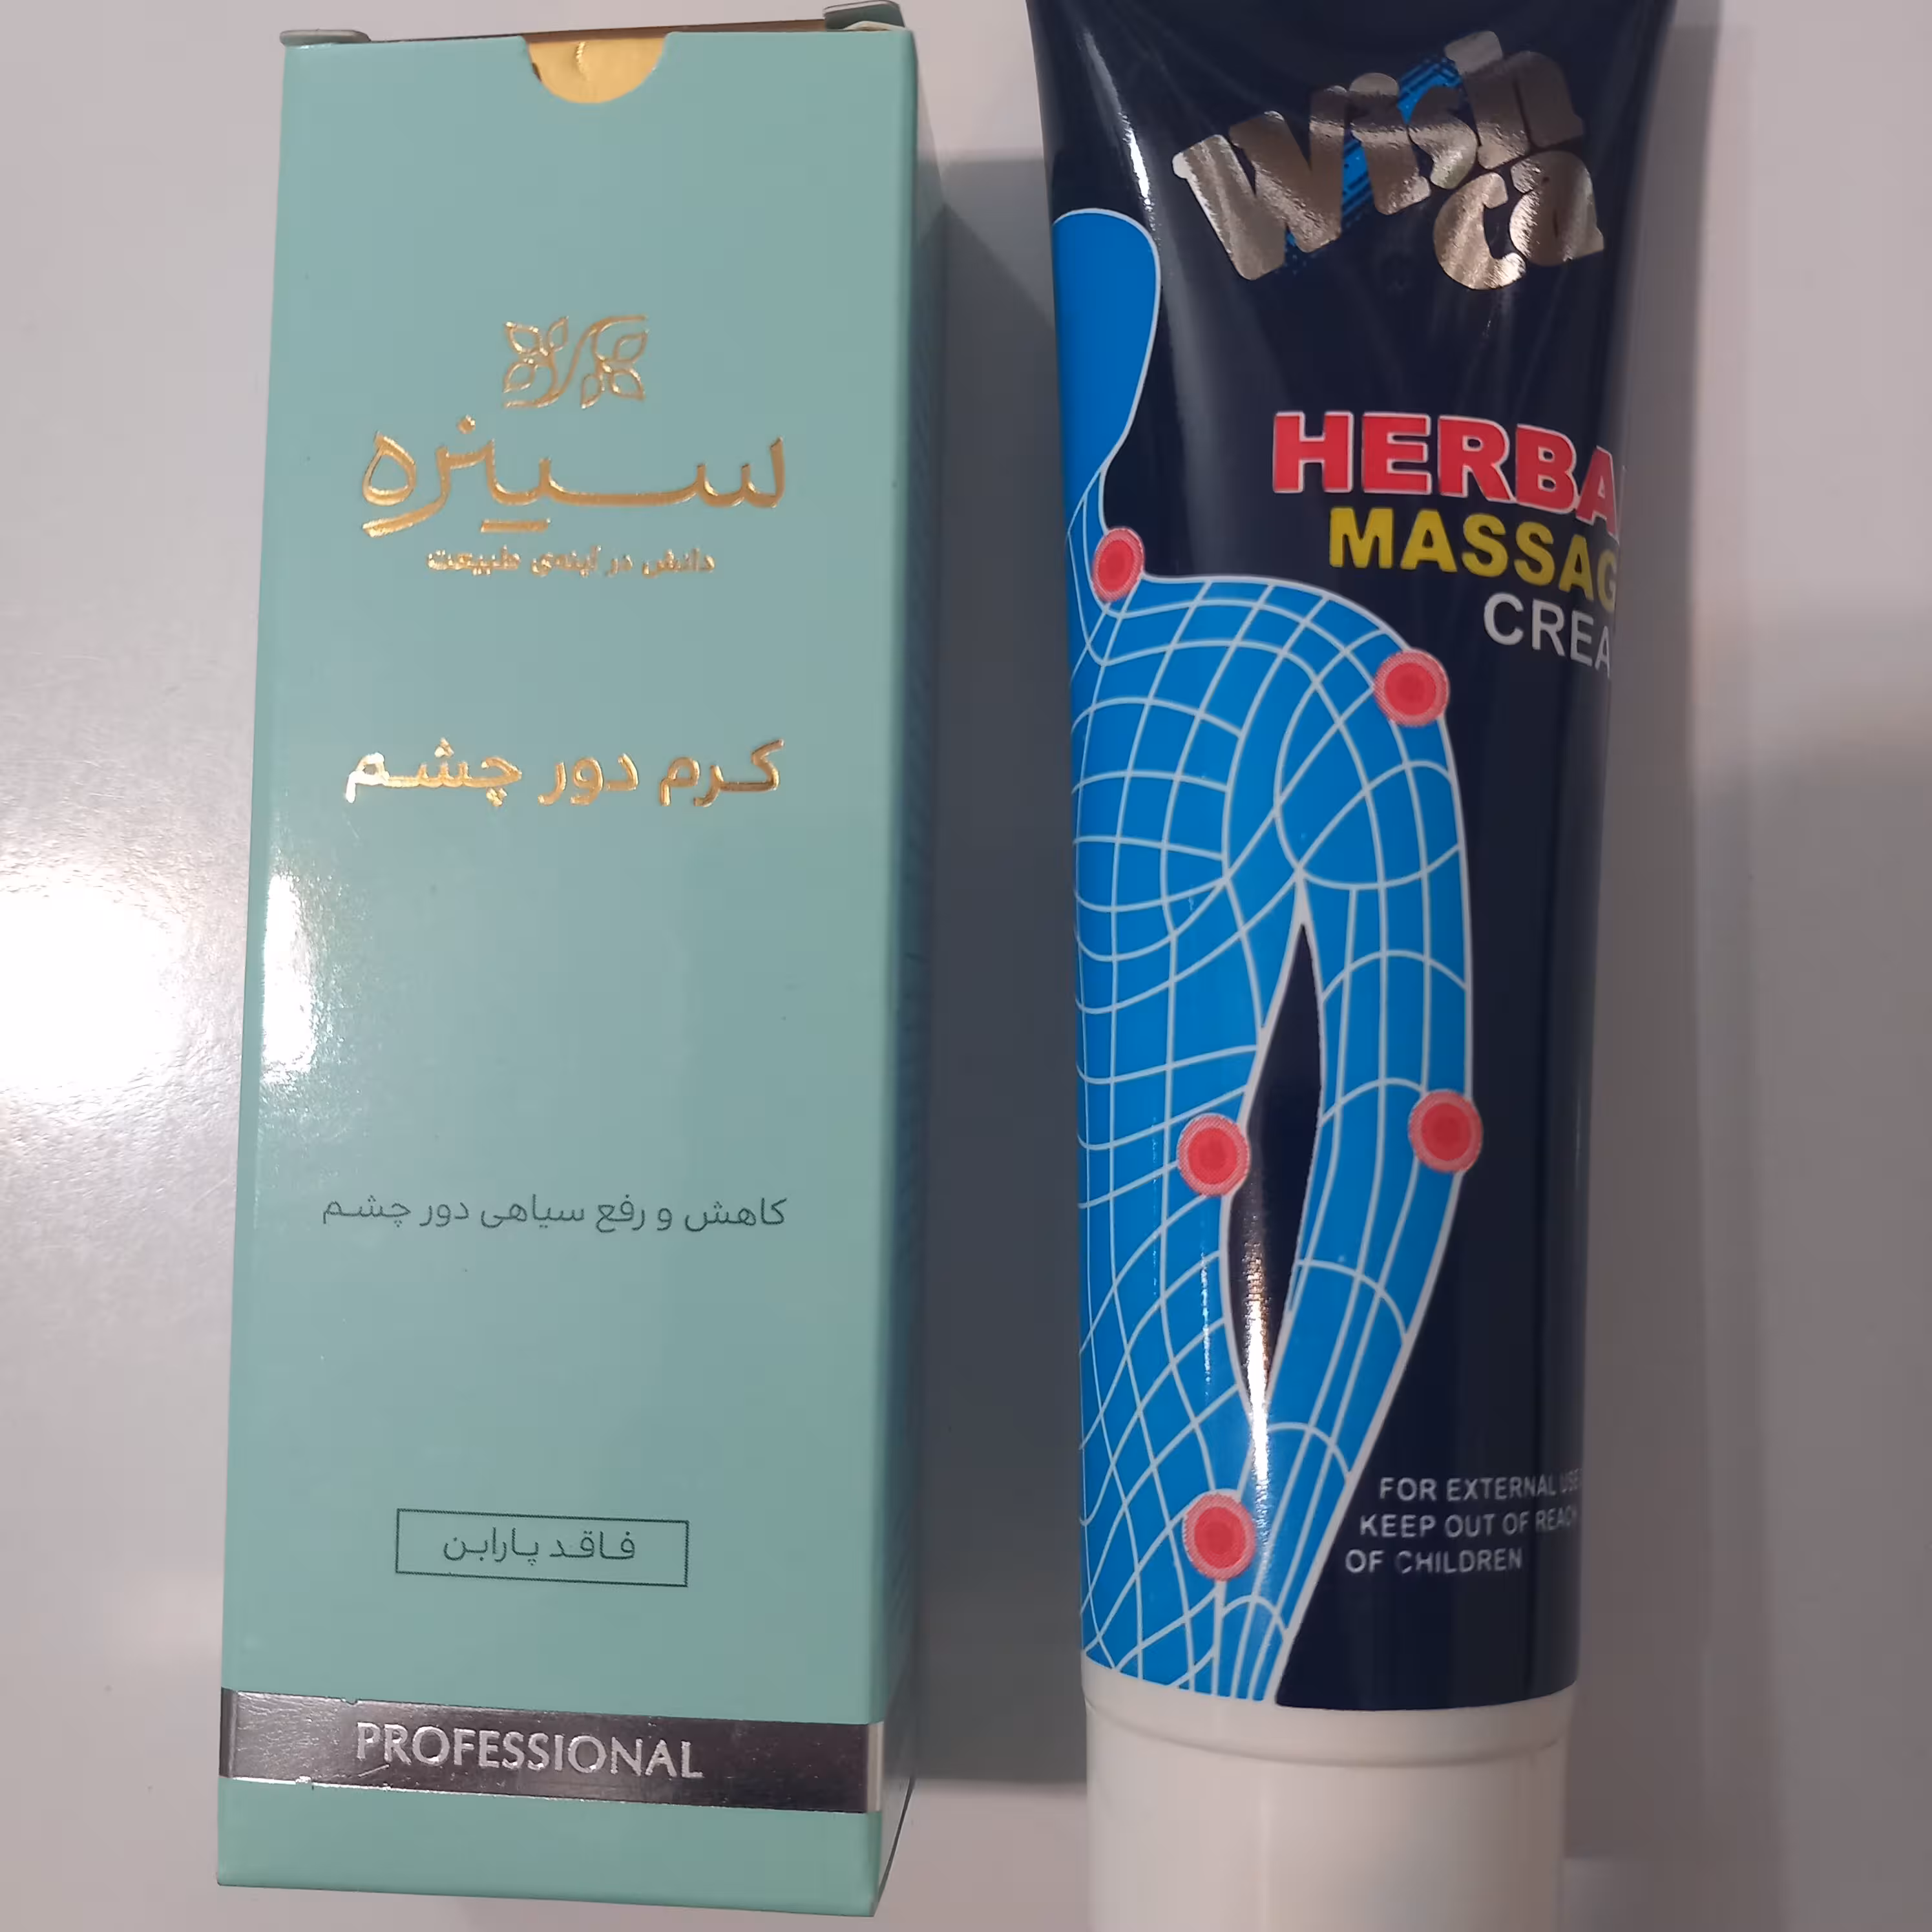 سینره
دانش در آینه‌ی طبیعت
کرم دور چشم
کاهش و رفع سیاهی دور چشم
فاقد پارابن
PROFESSIONAL
Wish
ca
HERBA
MASSAG
CREA
FOR EXTERNAL USE
KEEP OUT OF REACH
OF CHILDREN